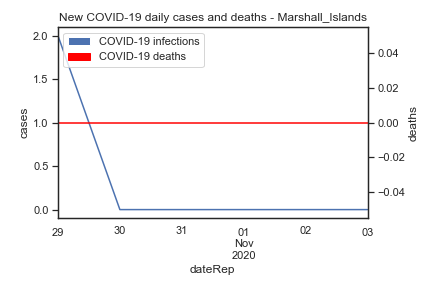 New COVID-19 daily cases and deaths - Marshall_Islands
COVID-19 infections
COVID-19 deaths
2.0
1.5
1.0
0.5
0.0
cases
0.04
0.02
0.00
−0.02
−0.04
deaths
29
30
31
01
Nov
2020
02
03
dateRep